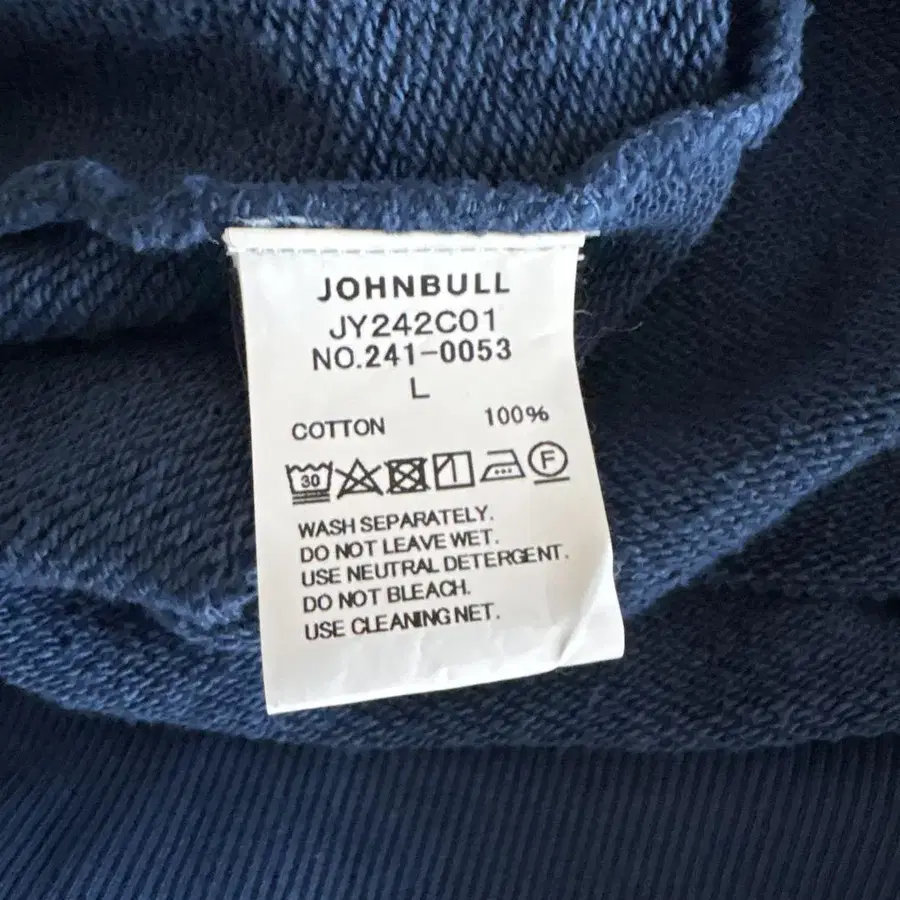 JOHNBULL
JY242C01
NO.241-0053
L
COTTON 100%
30 F
WASH SEPARATELY.
DO NOT LEAVE WET.
USE NEUTRAL DETERGENT.
DO NOT BLEACH.
USE CLEANING NET.